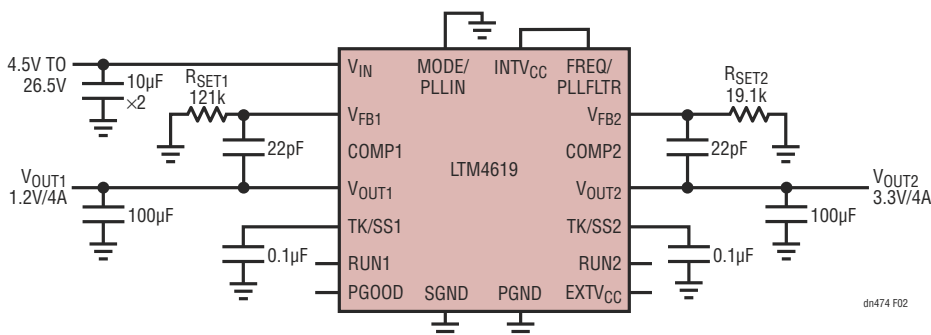 4.5V TO
26.5V
10µF
×2
RSET1
121k
22pF
VOUT1
1.2V/4A
100µF
0.1µF
VIN
MODE/
PLLIN
INTVCC
FREQ/
PLLFLTR
VFB1
VFB2
COMP1
COMP2
LTM4619
VOUT1
VOUT2
TK/SS1
TK/SS2
RUN1
RUN2
PGOOD
SGND
PGND
EXTVCC
RSET2
19.1k
22pF
VOUT2
3.3V/4A
100µF
0.1µF
dn474 F02